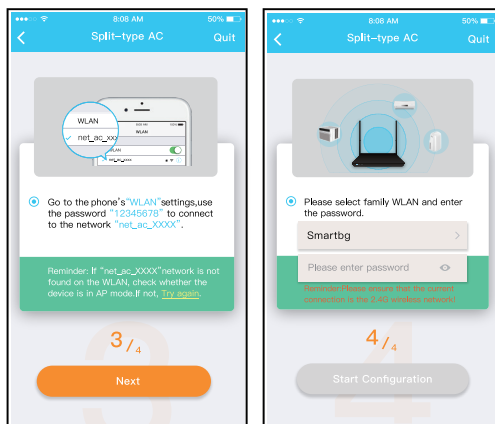 8:08 AM
50%
Split-type AC
Quit
WLAN
net_ac_xxx
WLAN
WLAN
Go to the phone's"WLAN"settings,use
the password "12345678" to connect
to the network "net_ac_XXXX".
Reminder: If "net_ac_XXXX"network is not
found on the WLAN, check whether the
device is in AP mode.If not, Try again.
3/4
Next
8:08 AM
50%
Split-type AC
Quit
Please select family WLAN and enter
the password.
Smartbg
Please enter password
Reminder:Please ensure that the current
connection is the 2.4G wireless network!
4/4
Start Configuration